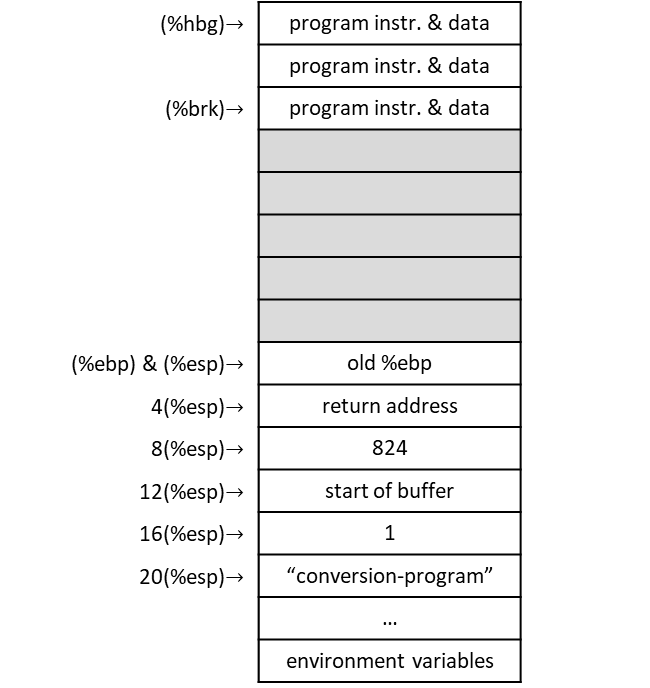 (%hbg)→ program instr. & data
program instr. & data
(%brk)→ program instr. & data
(%ebp) & (%esp)→ old %ebp
4(%esp)→ return address
8(%esp)→ 824
12(%esp)→ start of buffer
16(%esp)→ 1
20(%esp)→ “conversion-program”
...
environment variables